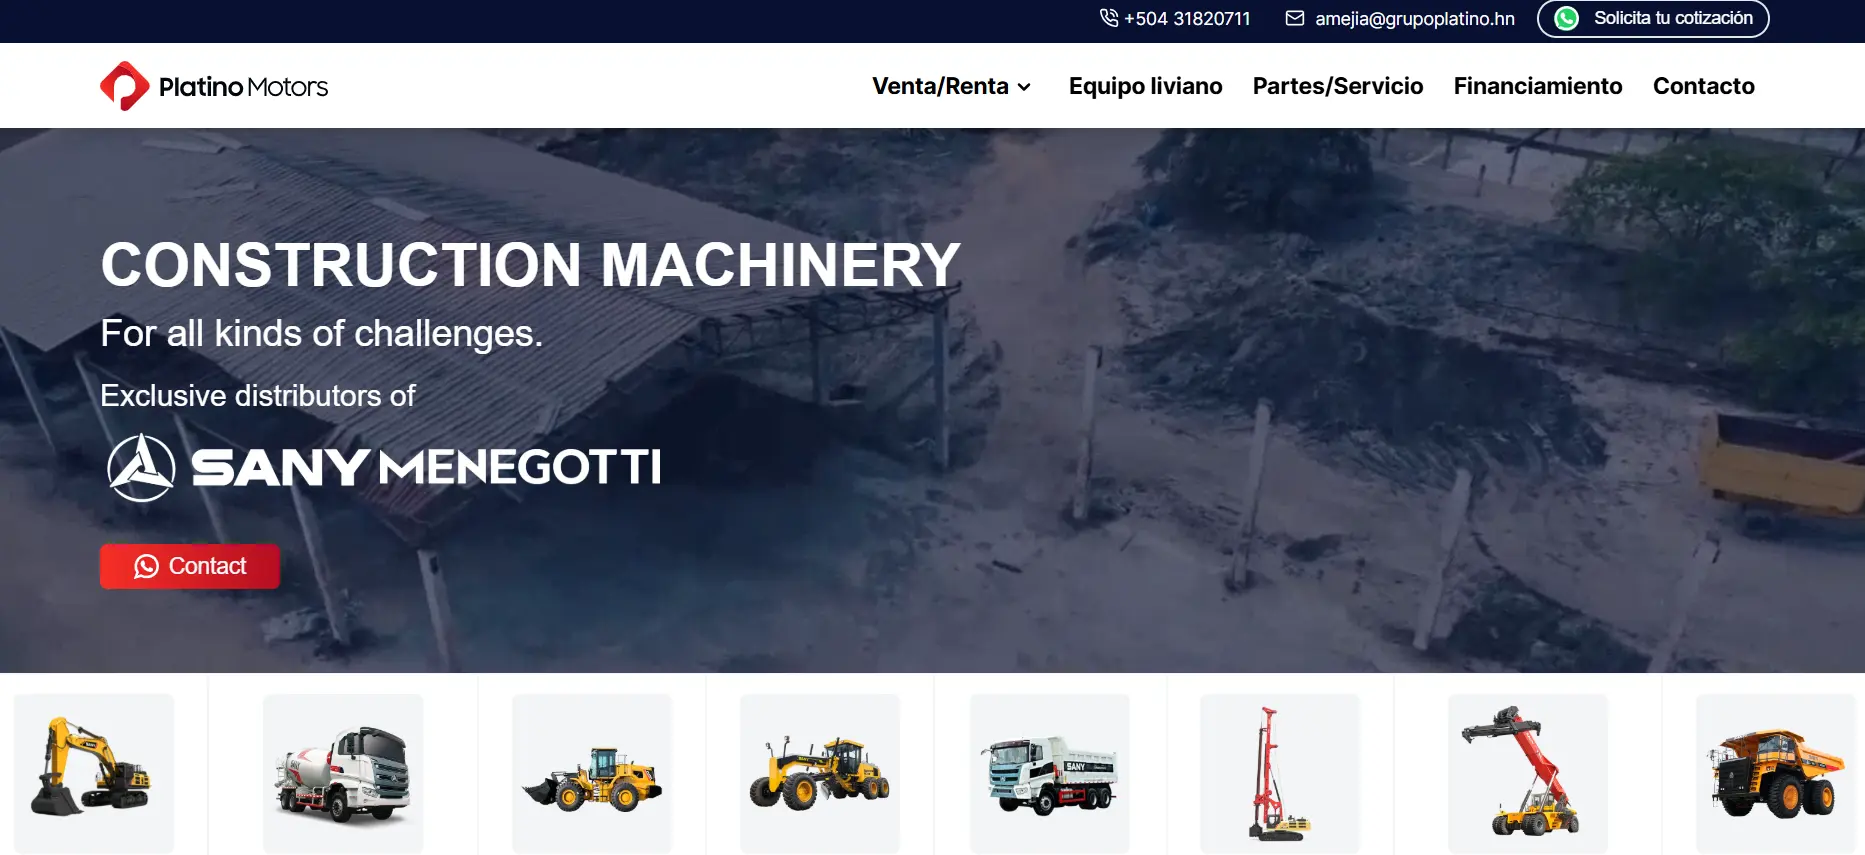 +504 31820711 amejia@grupoplatino.hn Solicita tu cotización
Platino Motors Venta/Renta Equipo liviano Partes/Servicio Financiamiento Contacto
CONSTRUCTION MACHINERY
For all kinds of challenges.
Exclusive distributors of
SANY MENEGOTTI
Contact
SANY